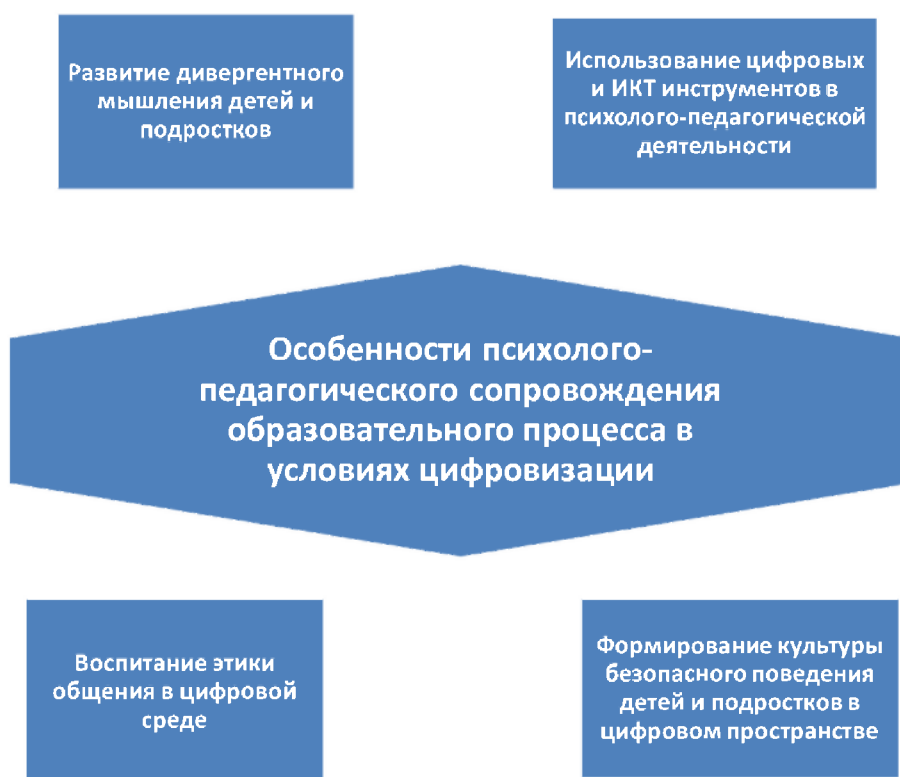 Развитие дивергентного
мышления детей и
подростков
Использование цифровых
и ИКТ инструментов в
психолого-педагогической
деятельности
Особенности психолого-
педагогического сопровождения
образовательного процесса в
условиях цифровизации
Воспитание этики
общения в цифровой
среде
Формирование культуры
безопасного поведения
детей и подростков в
цифровом пространстве